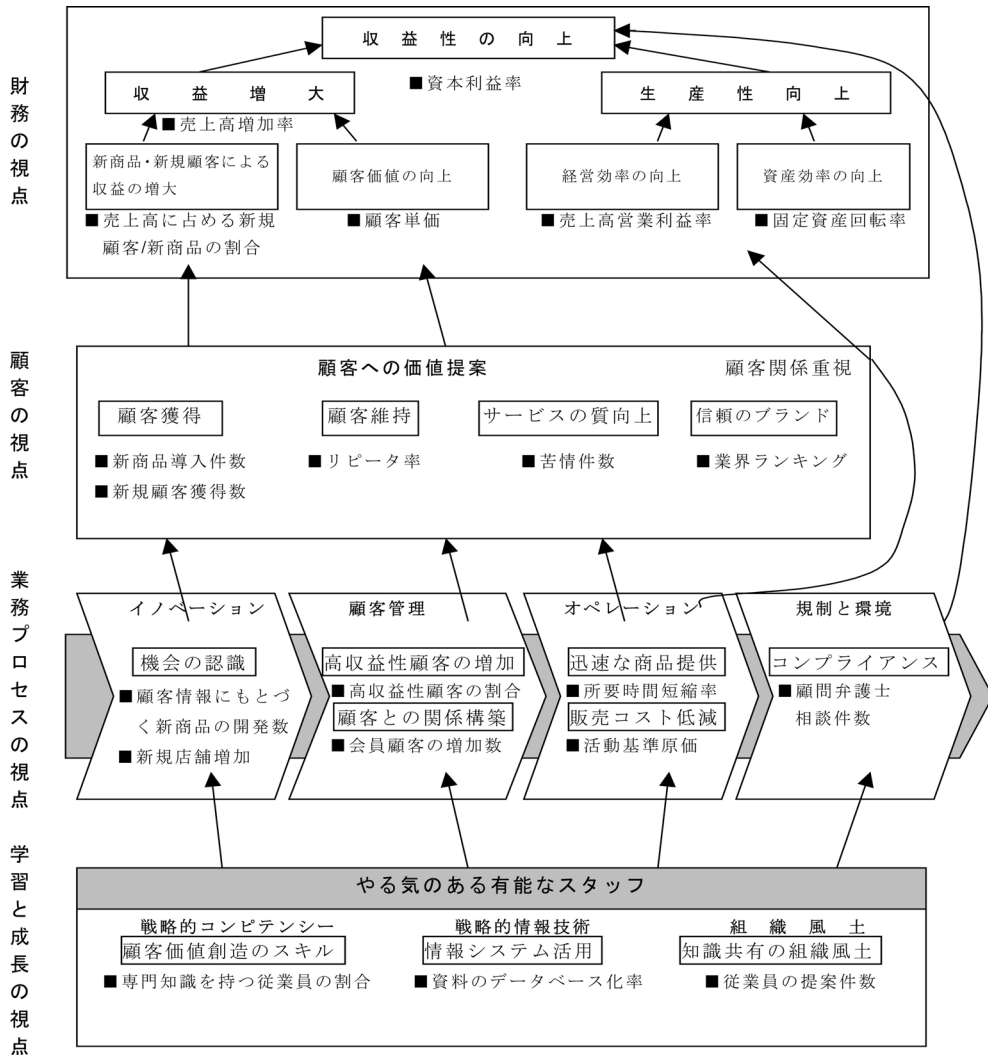 財務の視点
収益性の向上
■資本利益率
収益増大
■売上高増加率
生産性向上
新商品・新規顧客による
収益の増大
■売上高に占める新規
顧客/新商品の割合
顧客価値の向上
■顧客単価
経営効率の向上
■売上高営業利益率
資産効率の向上
■固定資産回転率
顧客の視点
顧客への価値提案
顧客関係重視
顧客獲得
■新商品導入件数
■新規顧客獲得数
顧客維持
■リピータ率
サービスの質向上
■苦情件数
信頼のブランド
■業界ランキング
業務プロセスの視点
イノベーション
機会の認識
■顧客情報にもとづ
く新商品の開発数
■新規店舗増加
顧客管理
高収益性顧客の増加
■高収益性顧客の割合
顧客との関係構築
■会員顧客の増加数
オペレーション
迅速な商品提供
■所要時間短縮率
販売コスト低減
■活動基準原価
規制と環境
コンプライアンス
■顧問弁護士
相談件数
学習と成長の視点
やる気のある有能なスタッフ
戦略的コンピテンシー
顧客価値創造のスキル
■専門知識を持つ従業員の割合
戦略的情報技術
情報システム活用
■資料のデータベース化率
組織風土
知識共有の組織風土
■従業員の提案件数